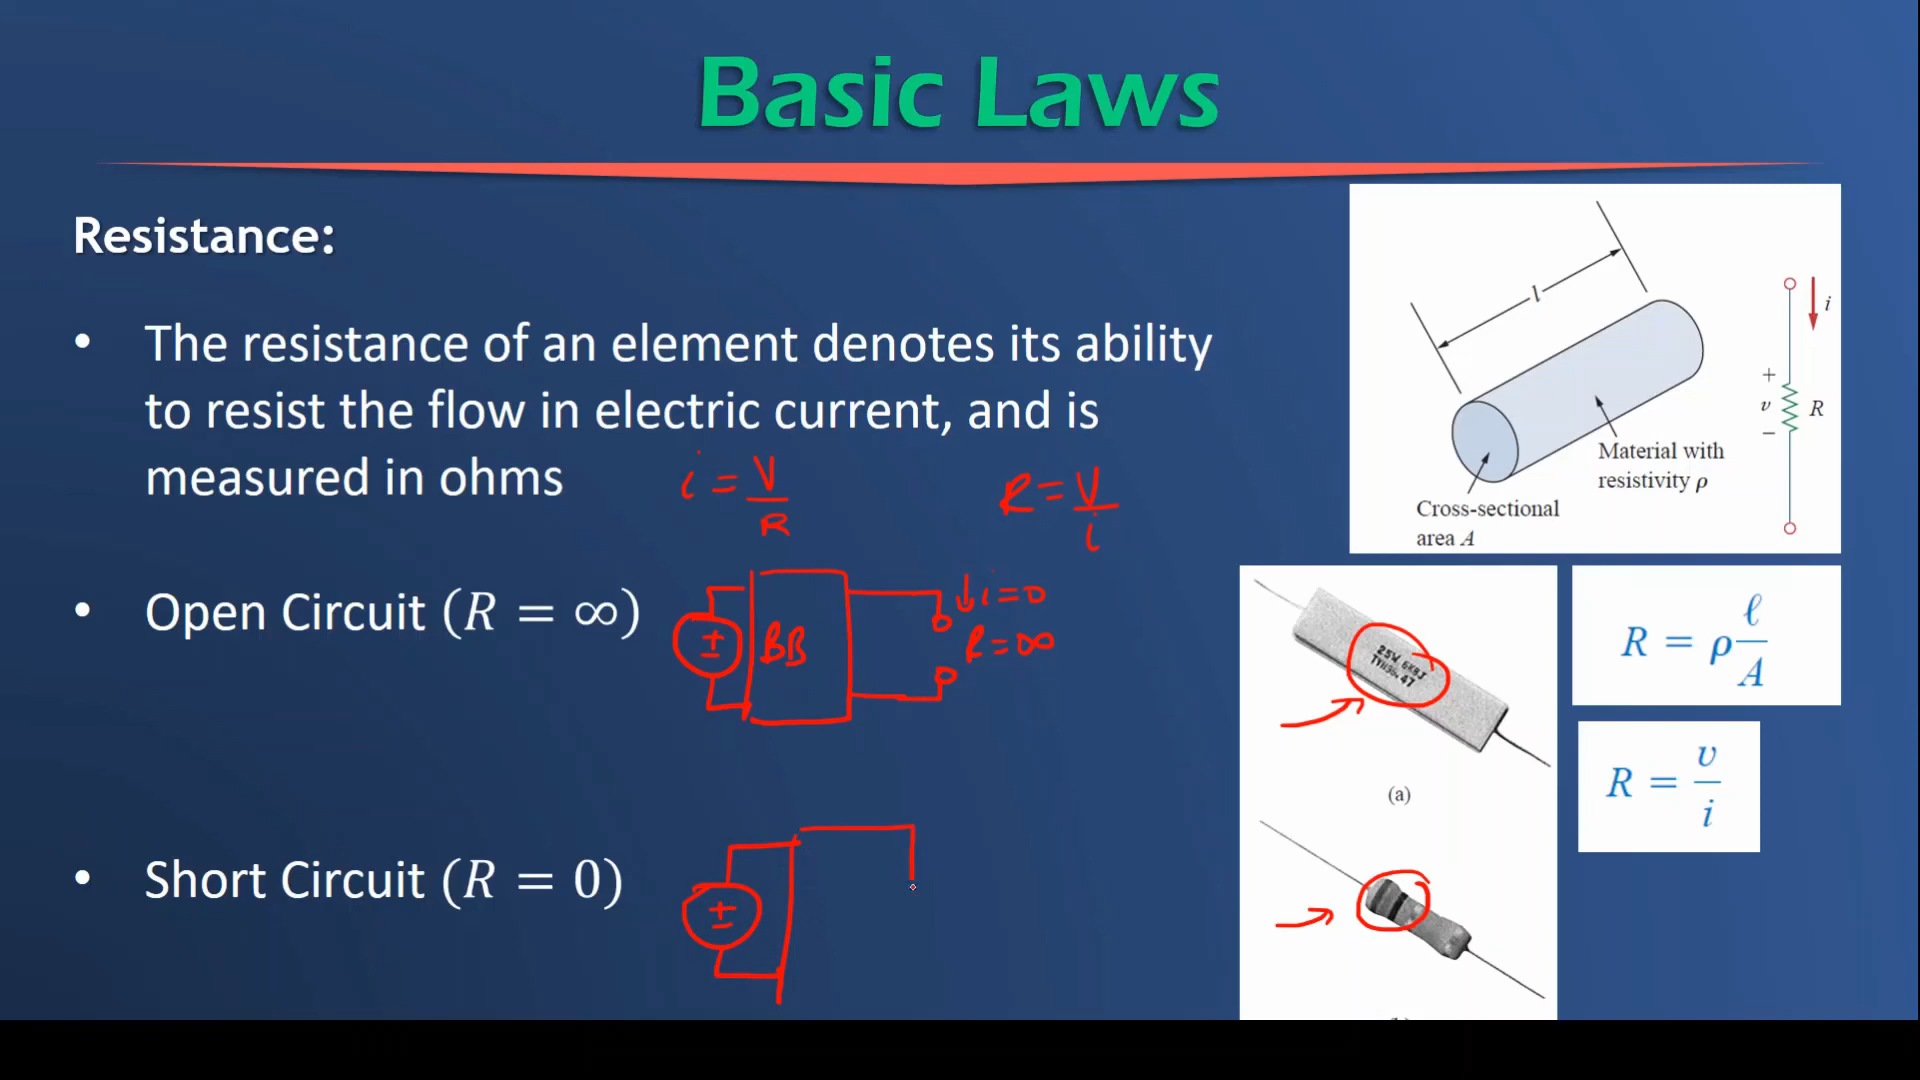 Basic Laws
Resistance:
• The resistance of an element denotes its ability
to resist the flow in electric current, and is
measured in ohms
i = V/R
R = V/i
• Open Circuit (R = ∞)
±
BB
↓ i = 0
R = ∞
• Short Circuit (R = 0)
±
l
i
+
v
R
−
Material with
resistivity ρ
Cross-sectional
area A
25W
(a)
R = ρ ℓ/A
R = v/i